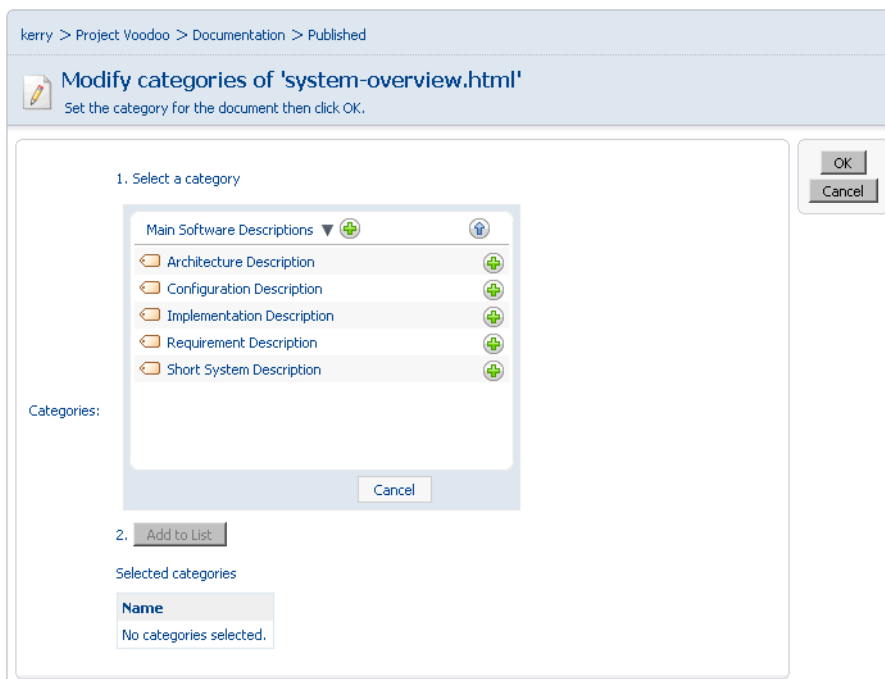 kerry > Project Voodoo > Documentation > Published
Modify categories of 'system-overview.html'
Set the category for the document then click OK.
OK
Cancel
1. Select a category
Main Software Descriptions
Architecture Description
Configuration Description
Implementation Description
Requirement Description
Short System Description
Categories:
Cancel
2. Add to List
Selected categories
Name
No categories selected.